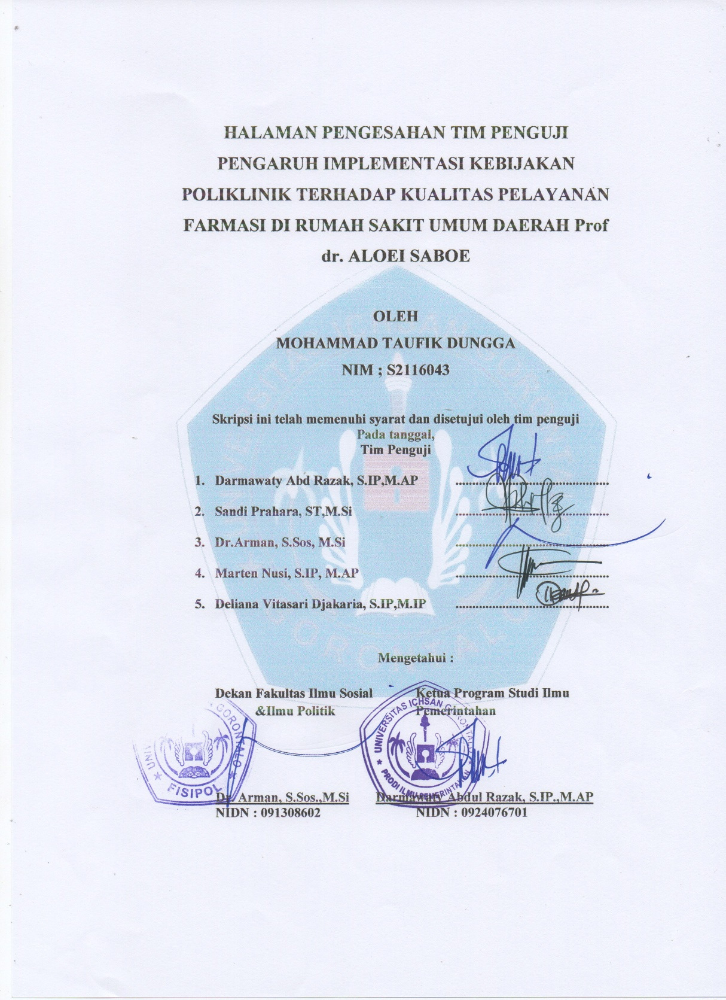 HALAMAN PENGESAHAN TIM PENGUJI
PENGARUH IMPLEMENTASI KEBIJAKAN
POLIKLINIK TERHADAP KUALITAS PELAYANAN
FARMASI DI RUMAH SAKIT UMUM DAERAH Prof
dr. ALOEI SABOE
OLEH
MOHAMMAD TAUFIK DUNGGA
NIM ; S2116043
Skripsi ini telah memenuhi syarat dan disetujui oleh tim penguji
Pada tanggal,
Tim Penguji
1. Darmawaty Abd Razak, S.IP,M.AP ........................................
2. Sandi Prahara, ST,M.Si ........................................
3. Dr.Arman, S.Sos, M.Si ........................................
4. Marten Nusi, S.IP, M.AP ........................................
5. Deliana Vitasari Djakaria, S.IP,M.IP ........................................
UNIVERSITAS ICHSAN GORONTALO
Mengetahui :
Dekan Fakultas Ilmu Sosial Ketua Program Studi Ilmu
&Ilmu Politik Pemerintahan
GORONTALO
FISIPOL
UNIVERSITAS ICHSAN GORONTALO
PRODI ILMU PEMERINTAHAN
Dr. Arman, S.Sos.,M.Si Darmawaty Abdul Razak, S.IP.,M.AP
NIDN : 091308602 NIDN : 0924076701